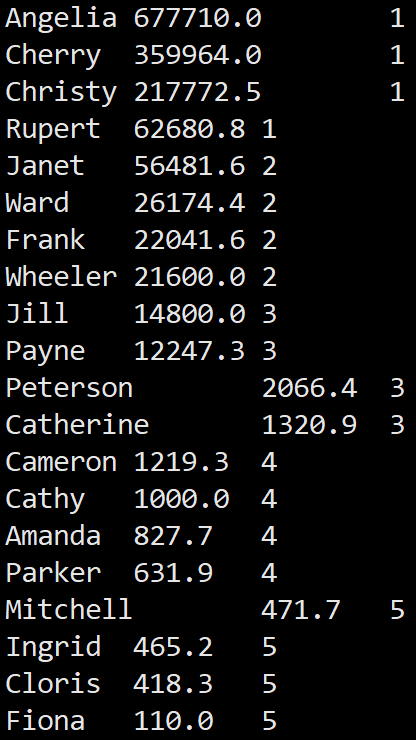 Angelia 677710.0        1
Cherry  359964.0        1
Christy 217772.5        1
Rupert  62680.8 1
Janet   56481.6 2
Ward    26174.4 2
Frank   22041.6 2
Wheeler 21600.0 2
Jill    14800.0 3
Payne   12247.3 3
Peterson        2066.4  3
Catherine       1320.9  3
Cameron 1219.3  4
Cathy   1000.0  4
Amanda  827.7   4
Parker  631.9   4
Mitchell        471.7   5
Ingrid  465.2   5
Cloris  418.3   5
Fiona   110.0   5